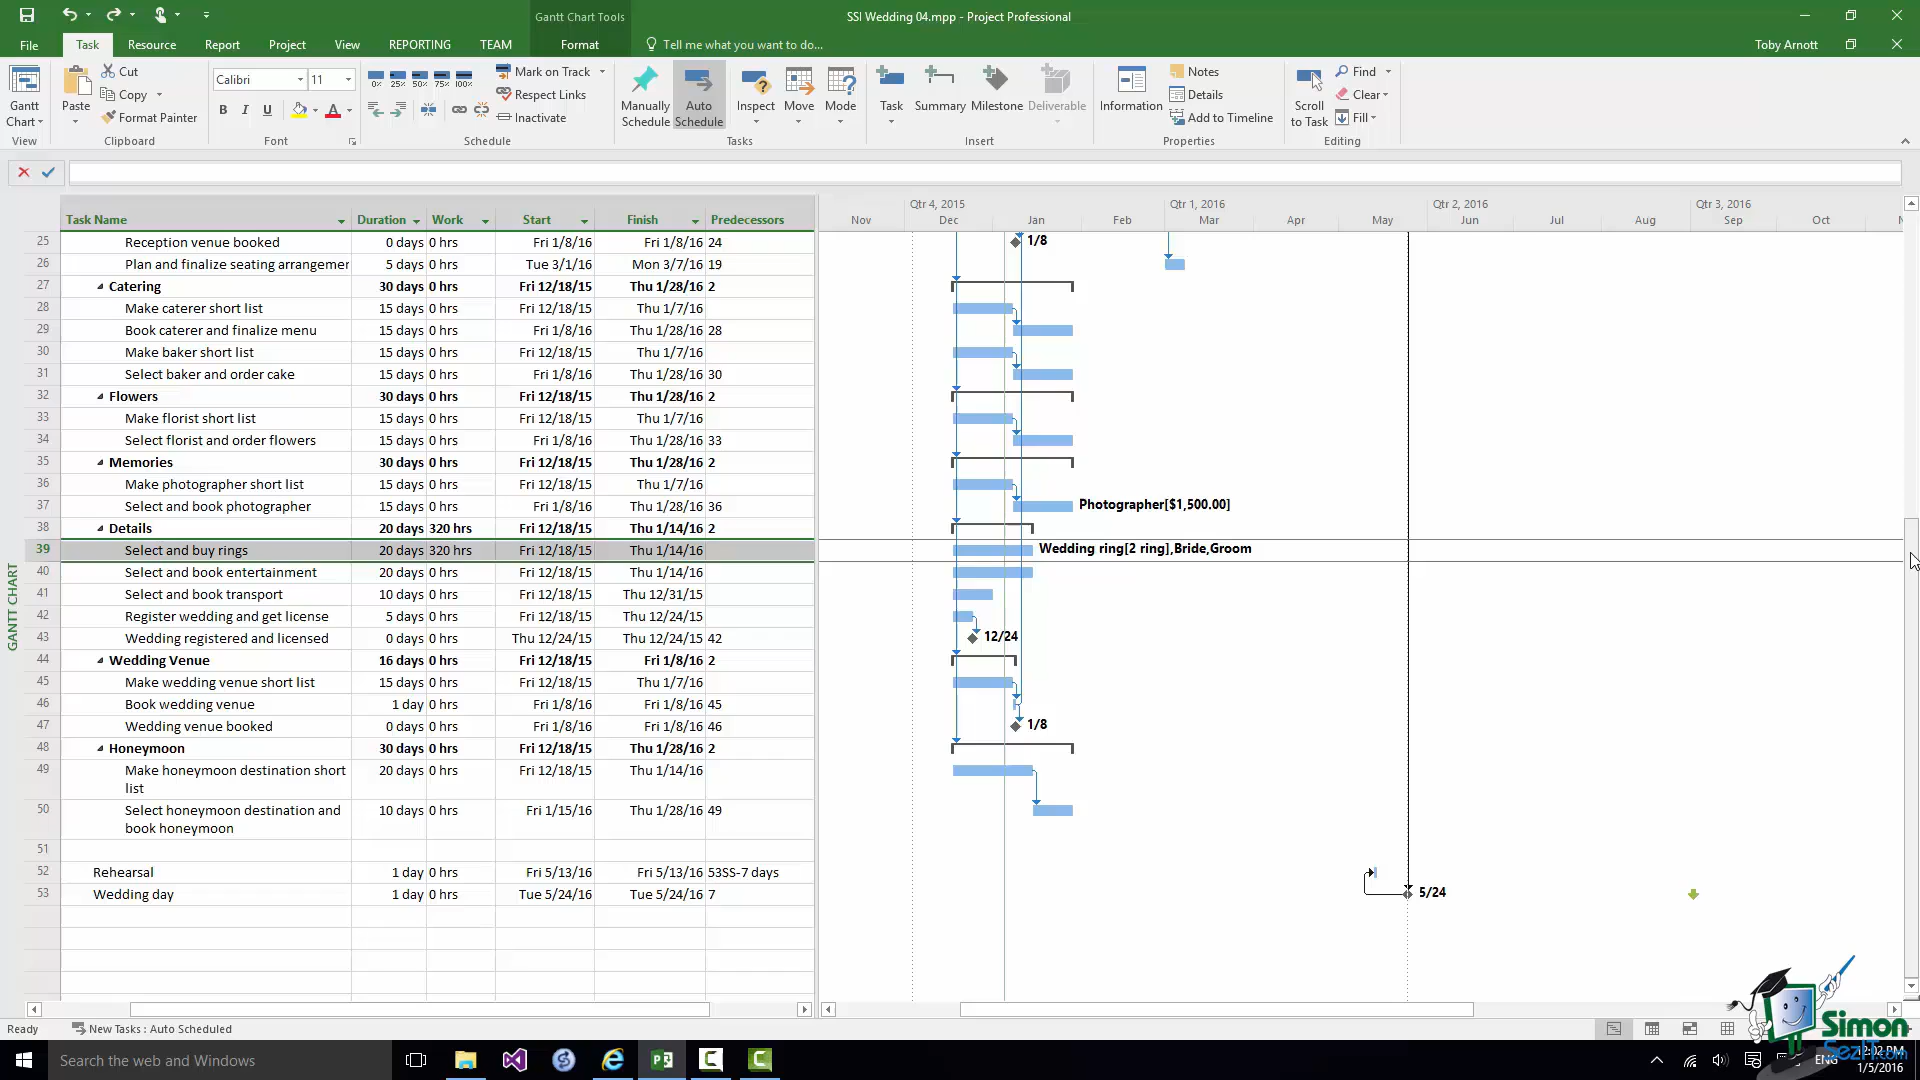 Gantt Chart Tools
SSI Wedding 04.mpp - Project Professional
File Task Resource Report Project View REPORTING TEAM Format Tell me what you want to do... Toby Arnott
Gantt Chart
View
Paste
Cut
Copy
Format Painter
Clipboard
Calibri 11
B I U A
Font
0% 25% 50% 75% 100%
Mark on Track
Respect Links
Inactivate
Schedule
Manually Schedule
Auto Schedule
Inspect
Move
Mode
Tasks
Task
Summary
Milestone
Deliverable
Insert
Information
Notes
Details
Add to Timeline
Properties
Scroll to Task
Find
Clear
Fill
Editing
Task Name Duration Work Start Finish Predecessors
Qtr 4, 2015 Qtr 1, 2016 Qtr 2, 2016 Qtr 3, 2016
Nov Dec Jan Feb Mar Apr May Jun Jul Aug Sep Oct
25 Reception venue booked 0 days 0 hrs Fri 1/8/16 Fri 1/8/16 24 1/8
26 Plan and finalize seating arrangemer 5 days 0 hrs Tue 3/1/16 Mon 3/7/16 19
27 Catering 30 days 0 hrs Fri 12/18/15 Thu 1/28/16 2
28 Make caterer short list 15 days 0 hrs Fri 12/18/15 Thu 1/7/16
29 Book caterer and finalize menu 15 days 0 hrs Fri 1/8/16 Thu 1/28/16 28
30 Make baker short list 15 days 0 hrs Fri 12/18/15 Thu 1/7/16
31 Select baker and order cake 15 days 0 hrs Fri 1/8/16 Thu 1/28/16 30
32 Flowers 30 days 0 hrs Fri 12/18/15 Thu 1/28/16 2
33 Make florist short list 15 days 0 hrs Fri 12/18/15 Thu 1/7/16
34 Select florist and order flowers 15 days 0 hrs Fri 1/8/16 Thu 1/28/16 33
35 Memories 30 days 0 hrs Fri 12/18/15 Thu 1/28/16 2
36 Make photographer short list 15 days 0 hrs Fri 12/18/15 Thu 1/7/16
37 Select and book photographer 15 days 0 hrs Fri 1/8/16 Thu 1/28/16 36 Photographer[$1,500.00]
38 Details 20 days 320 hrs Fri 12/18/15 Thu 1/14/16 2
39 Select and buy rings 20 days 320 hrs Fri 12/18/15 Thu 1/14/16 Wedding ring[2 ring],Bride,Groom
40 Select and book entertainment 20 days 0 hrs Fri 12/18/15 Thu 1/14/16
41 Select and book transport 10 days 0 hrs Fri 12/18/15 Thu 12/31/15
42 Register wedding and get license 5 days 0 hrs Fri 12/18/15 Thu 12/24/15
43 Wedding registered and licensed 0 days 0 hrs Thu 12/24/15 Thu 12/24/15 42 12/24
44 Wedding Venue 16 days 0 hrs Fri 12/18/15 Fri 1/8/16 2
45 Make wedding venue short list 15 days 0 hrs Fri 12/18/15 Thu 1/7/16
46 Book wedding venue 1 day 0 hrs Fri 1/8/16 Fri 1/8/16 45
47 Wedding venue booked 0 days 0 hrs Fri 1/8/16 Fri 1/8/16 46 1/8
48 Honeymoon 30 days 0 hrs Fri 12/18/15 Thu 1/28/16 2
49 Make honeymoon destination short list 20 days 0 hrs Fri 12/18/15 Thu 1/14/16
50 Select honeymoon destination and book honeymoon 10 days 0 hrs Fri 1/15/16 Thu 1/28/16 49
51
52 Rehearsal 1 day 0 hrs Fri 5/13/16 Fri 5/13/16 53SS-7 days
53 Wedding day 1 day 0 hrs Tue 5/24/16 Tue 5/24/16 7 5/24
GANTT CHART
Ready New Tasks : Auto Scheduled
Simon SezIT.com
Search the web and Windows
ENG
12:02 PM
1/5/2016